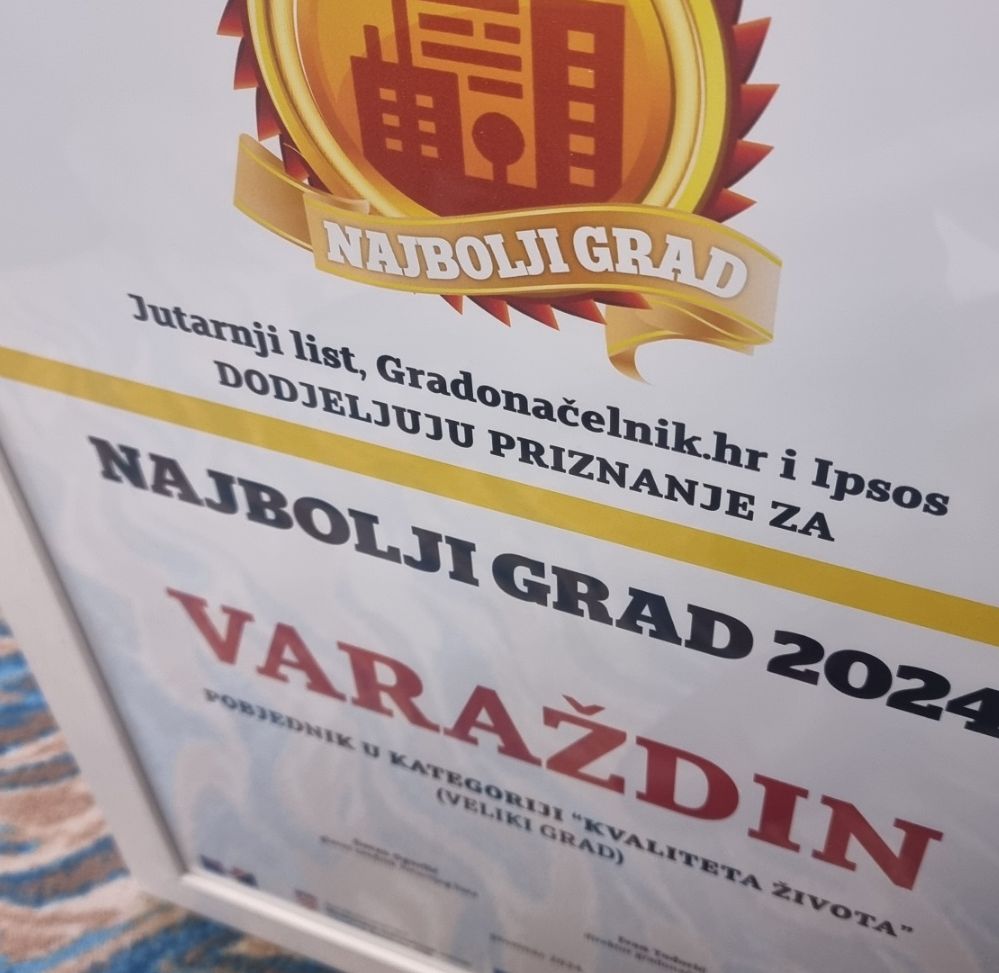 NAJBOLJI GRAD
Jutarnji list, Gradonačelnik.hr i Ipsos
DODJELJUJU PRIZNANJE ZA
NAJBOLJI GRAD 2024
VARAŽDIN
POBJEDNIK U KATEGORIJI "KVALITETA ŽIVOTA"
(VELIKI GRAD)